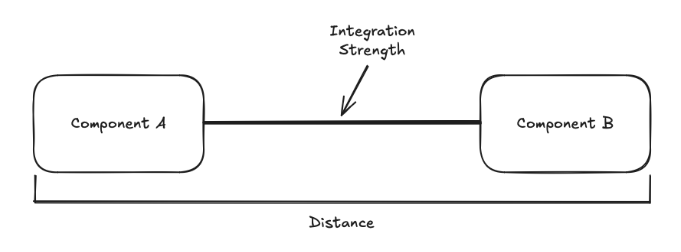 Integration
Strength
Component A
Component B
Distance